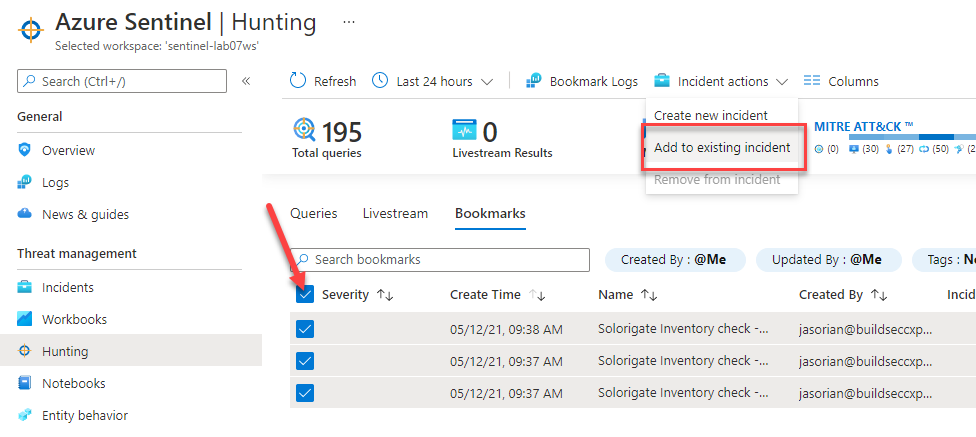 Azure Sentinel | Hunting ...
Selected workspace: 'sentinel-lab07ws'
Search (Ctrl+/)
«
General
Overview
Logs
News & guides
Threat management
Incidents
Workbooks
Hunting
Notebooks
Entity behavior
Refresh Last 24 hours Bookmark Logs Incident actions Columns
Create new incident
Add to existing incident
Remove from incident
195
Total queries
0
Livestream Results
MITRE ATT&CK ™
(0) (30) (27) (50)
Queries Livestream Bookmarks
Search bookmarks Created By : @Me Updated By : @Me Tags :
Severity Create Time Name Created By
05/12/21, 09:38 AM Solorigate Inventory check -... jasorian@buildseccxp...
05/12/21, 09:37 AM Solorigate Inventory check -... jasorian@buildseccxp...
05/12/21, 09:37 AM Solorigate Inventory check -... jasorian@buildseccxp...